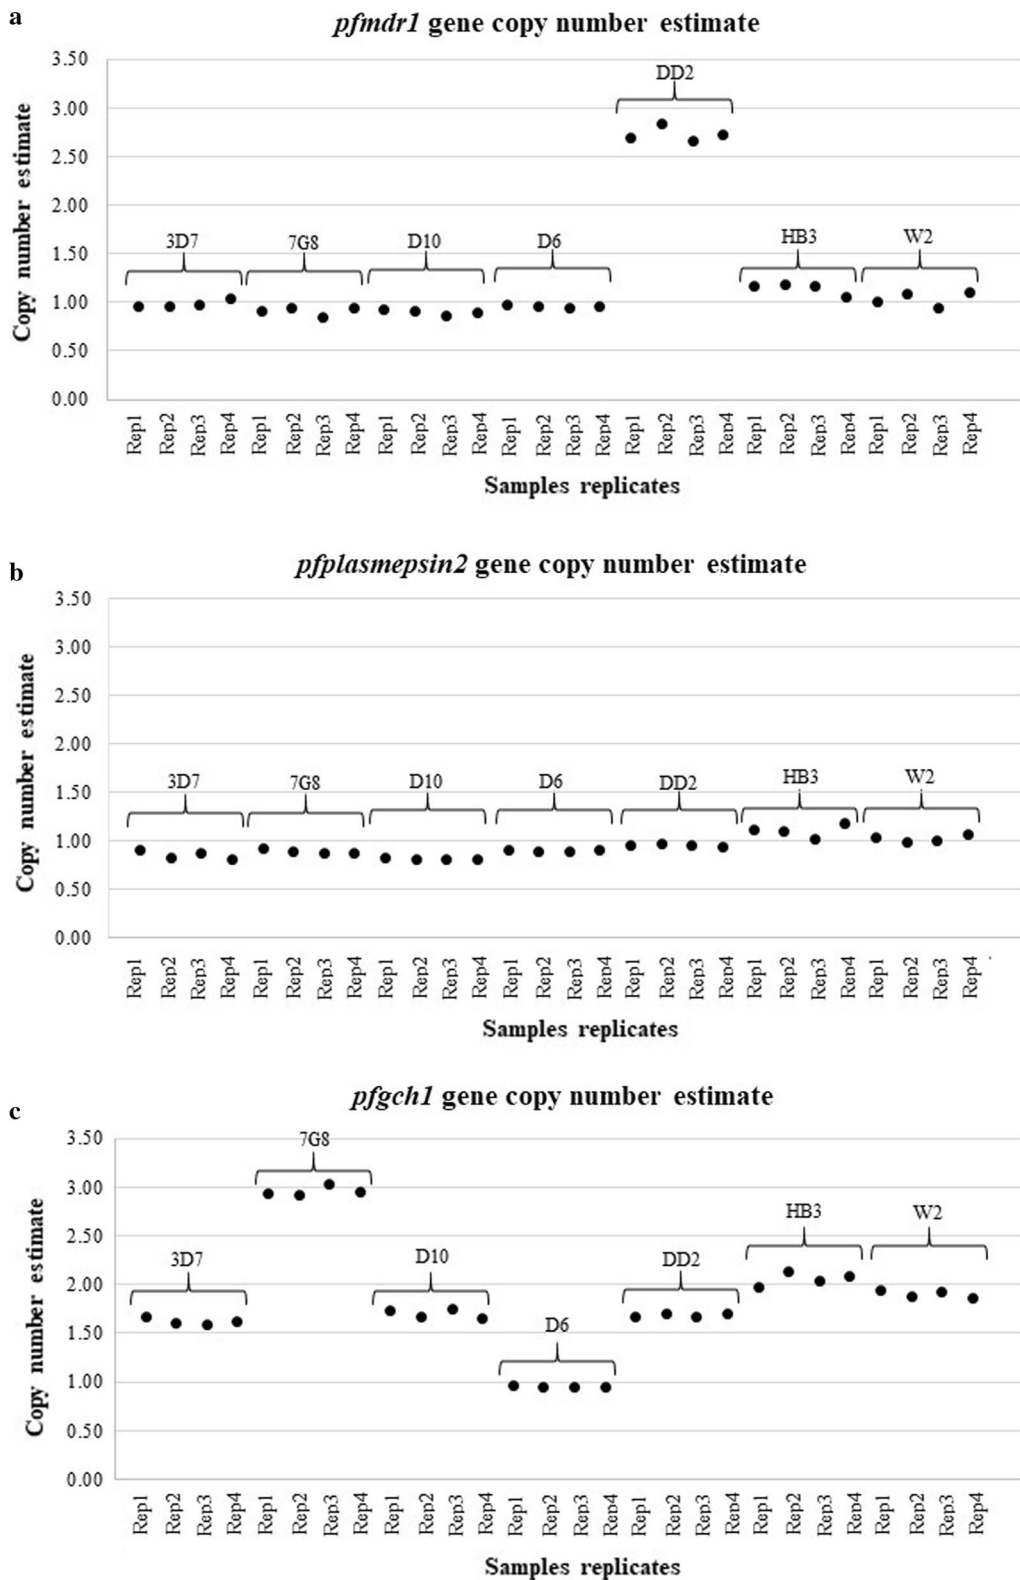 a
pfmdr1 gene copy number estimate
3.50
3.00
2.50
2.00
1.50
1.00
0.50
0.00
Copy number estimate
3D7
7G8
D10
D6
DD2
HB3
W2
Rep1 Rep2 Rep3 Rep4 Rep1 Rep2 Rep3 Rep4 Rep1 Rep2 Rep3 Rep4 Rep1 Rep2 Rep3 Rep4 Rep1 Rep2 Rep3 Rep4 Rep1 Rep2 Rep3 Rep4 Rep1 Rep2 Rep3 Rep4
Samples replicates
b
pfplasmepsin2 gene copy number estimate
3.50
3.00
2.50
2.00
1.50
1.00
0.50
0.00
Copy number estimate
3D7
7G8
D10
D6
DD2
HB3
W2
Rep1 Rep2 Rep3 Rep4 Rep1 Rep2 Rep3 Rep4 Rep1 Rep2 Rep3 Rep4 Rep1 Rep2 Rep3 Rep4 Rep1 Rep2 Rep3 Rep4 Rep1 Rep2 Rep3 Rep4 Rep1 Rep2 Rep3 Rep4
Samples replicates
c
pfgch1 gene copy number estimate
3.50
3.00
2.50
2.00
1.50
1.00
0.50
0.00
Copy number estimate
3D7
7G8
D10
D6
DD2
HB3
W2
Rep1 Rep2 Rep3 Rep4 Rep1 Rep2 Rep3 Rep4 Rep1 Rep2 Rep3 Rep4 Rep1 Rep2 Rep3 Rep4 Rep1 Rep2 Rep3 Rep4 Rep1 Rep2 Rep3 Rep4 Rep1 Rep2 Rep3 Rep4
Samples replicates